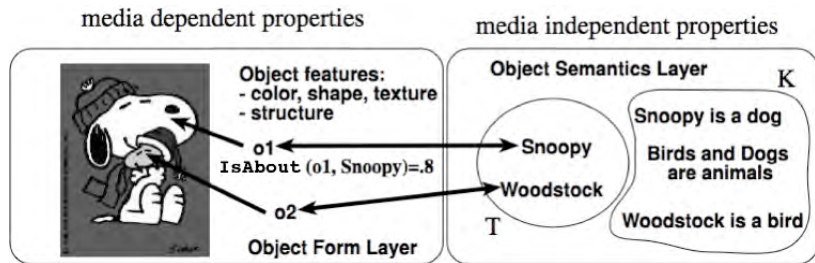 media dependent properties
media independent properties
Object features:
- color, shape, texture
- structure
o1
IsAbout (o1, Snoopy)=.8
o2
Object Form Layer
Object Semantics Layer
K
Snoopy
Woodstock
T
Snoopy is a dog
Birds and Dogs
are animals
Woodstock is a bird